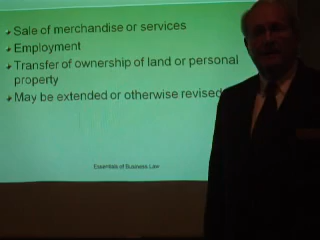 Sale of merchandise or services
Employment
Transfer of ownership of land or personal
property
May be extended or otherwise revised
Essentials of Business Law